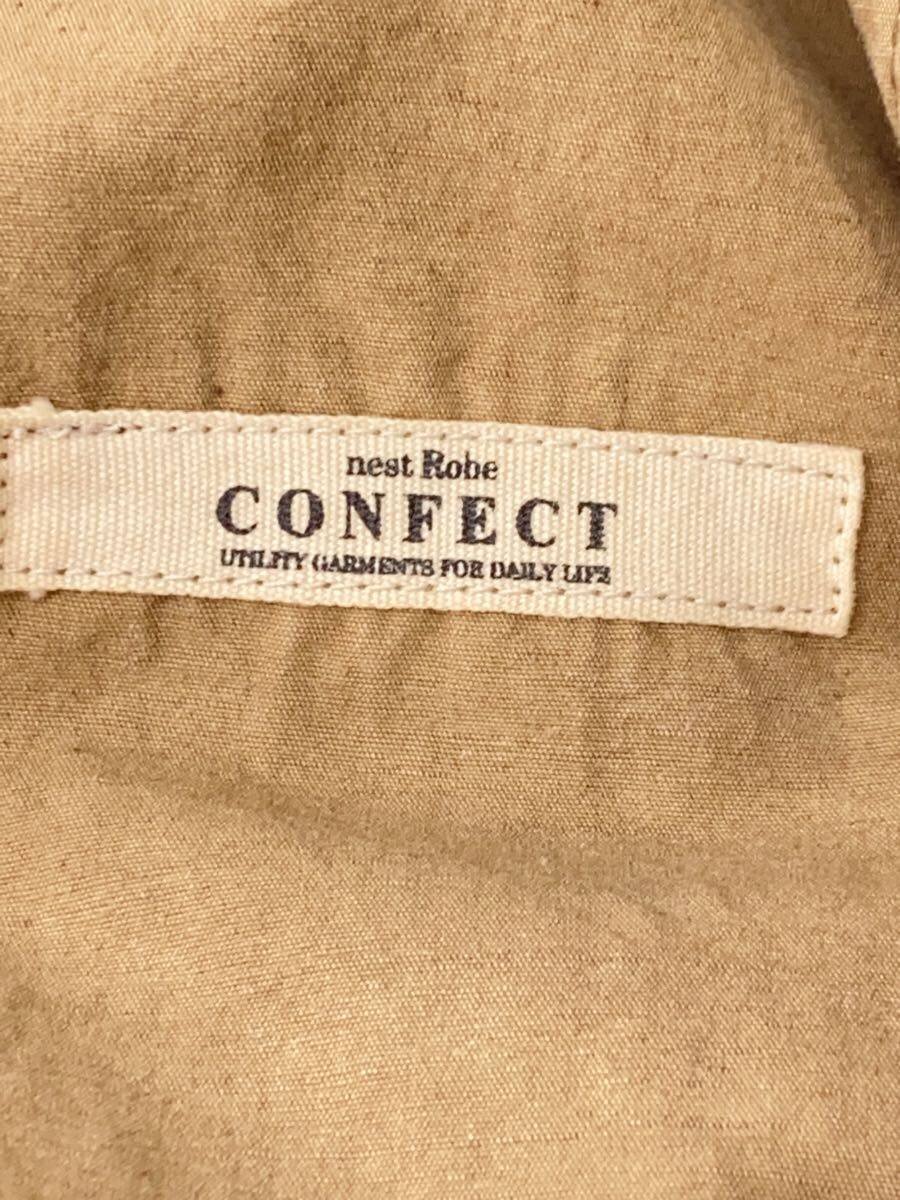 nest Robe
CONFECT
UTILITY GARMENTS FOR DAILY LIFE